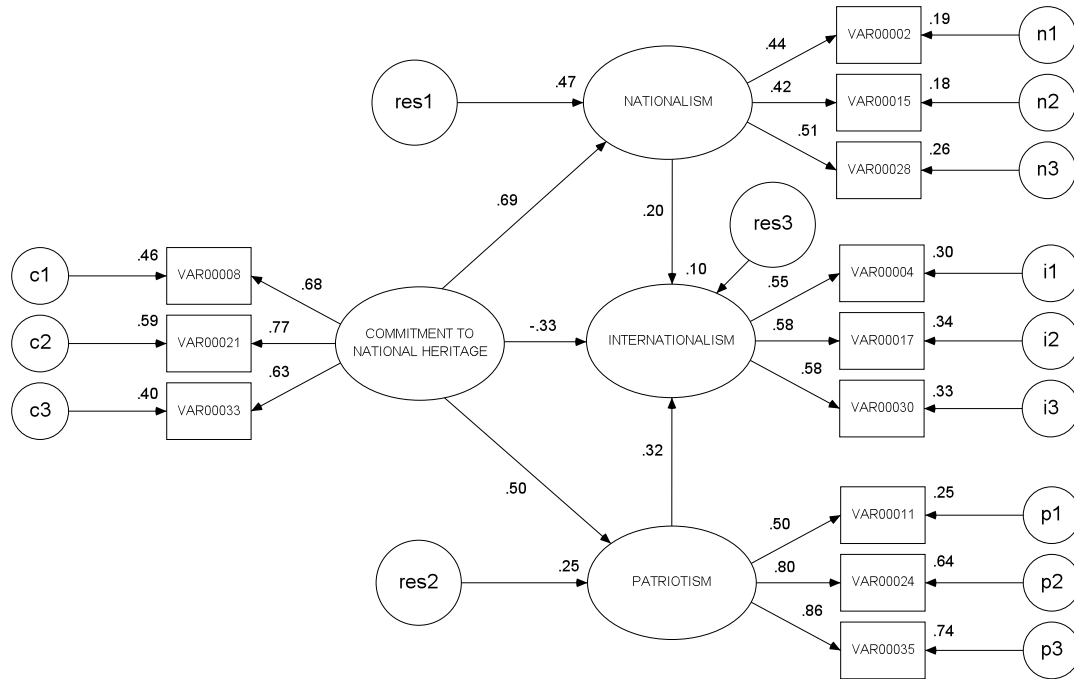 .19
VAR00002
n1
.44
.47
res1
NATIONALISM
.42
.18
VAR00015
n2
.51
.26
VAR00028
n3
.69
.20
res3
.46
c1
VAR00008
.68
.10
.55
.30
VAR00004
i1
.59
c2
VAR00021
.77
COMMITMENT TO
NATIONAL HERITAGE
-.33
INTERNATIONALISM
.58
.34
VAR00017
i2
.63
.40
c3
VAR00033
.58
.33
VAR00030
i3
.32
.50
.25
VAR00011
p1
.50
.25
res2
PATRIOTISM
.80
.64
VAR00024
p2
.86
.74
VAR00035
p3